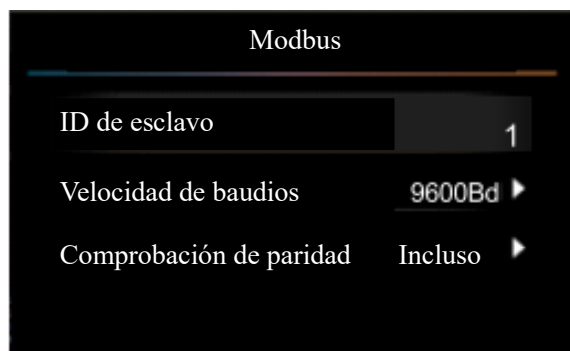 Modbus
ID de esclavo 1
Velocidad de baudios 9600Bd
Comprobación de paridad Incluso